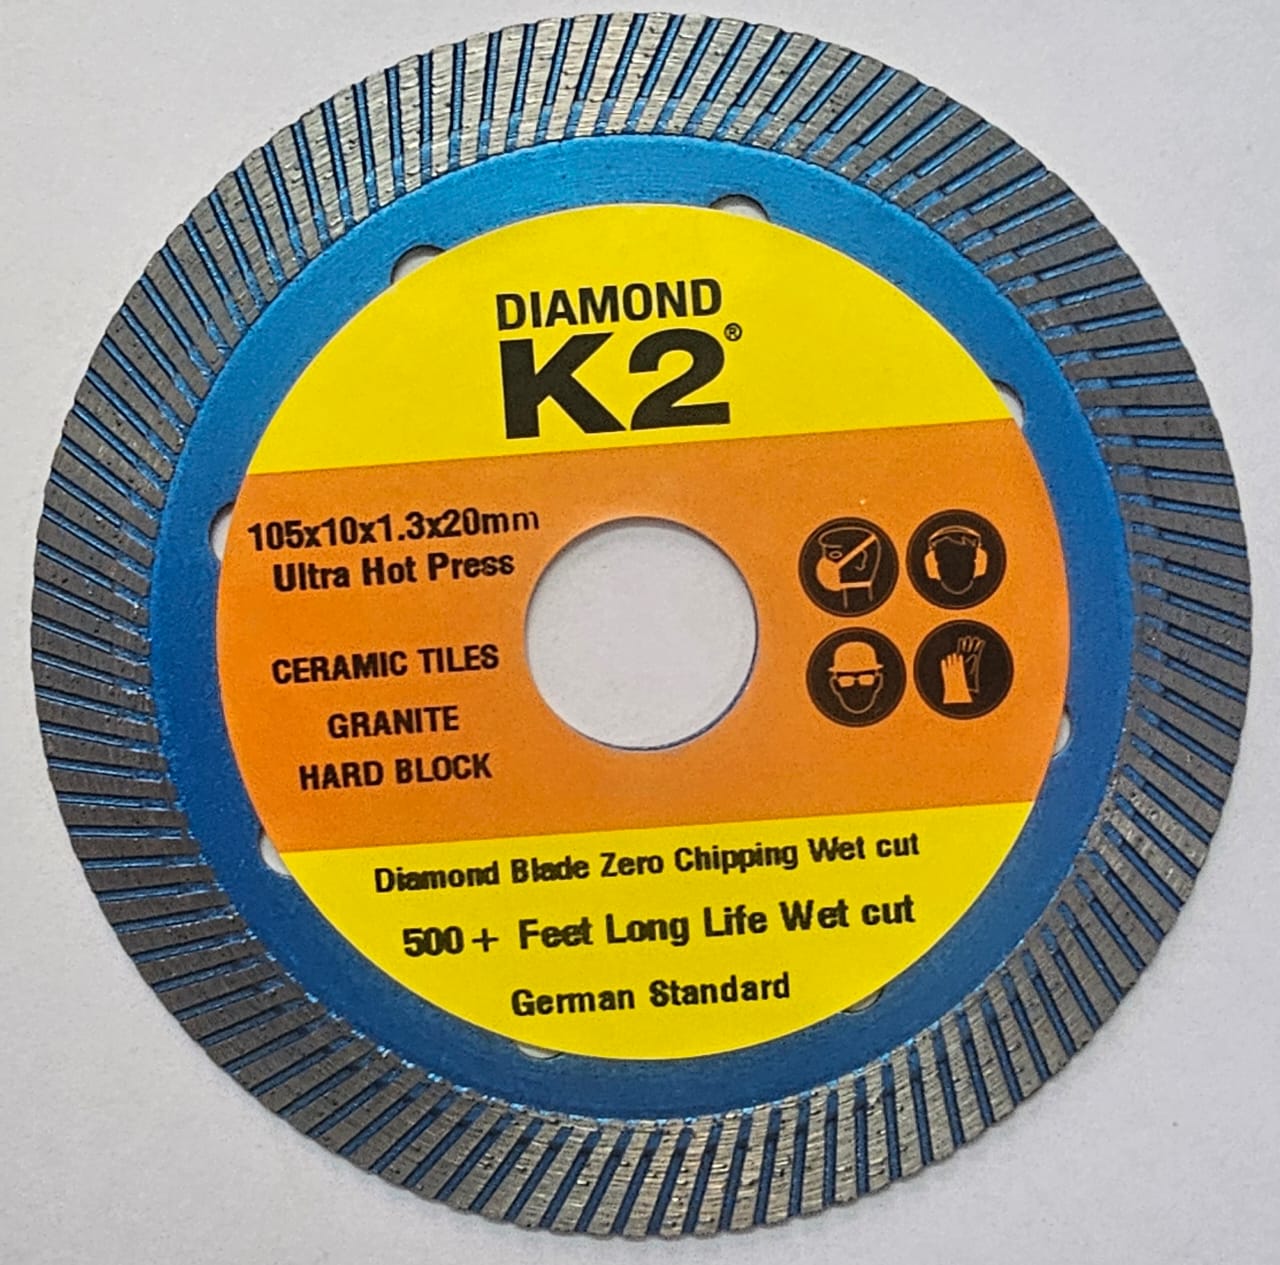 DIAMOND
K2®
105x10x1.3x20mm
Ultra Hot Press
CERAMIC TILES
GRANITE
HARD BLOCK
Diamond Blade Zero Chipping Wet cut
500+ Feet Long Life Wet cut
German Standard